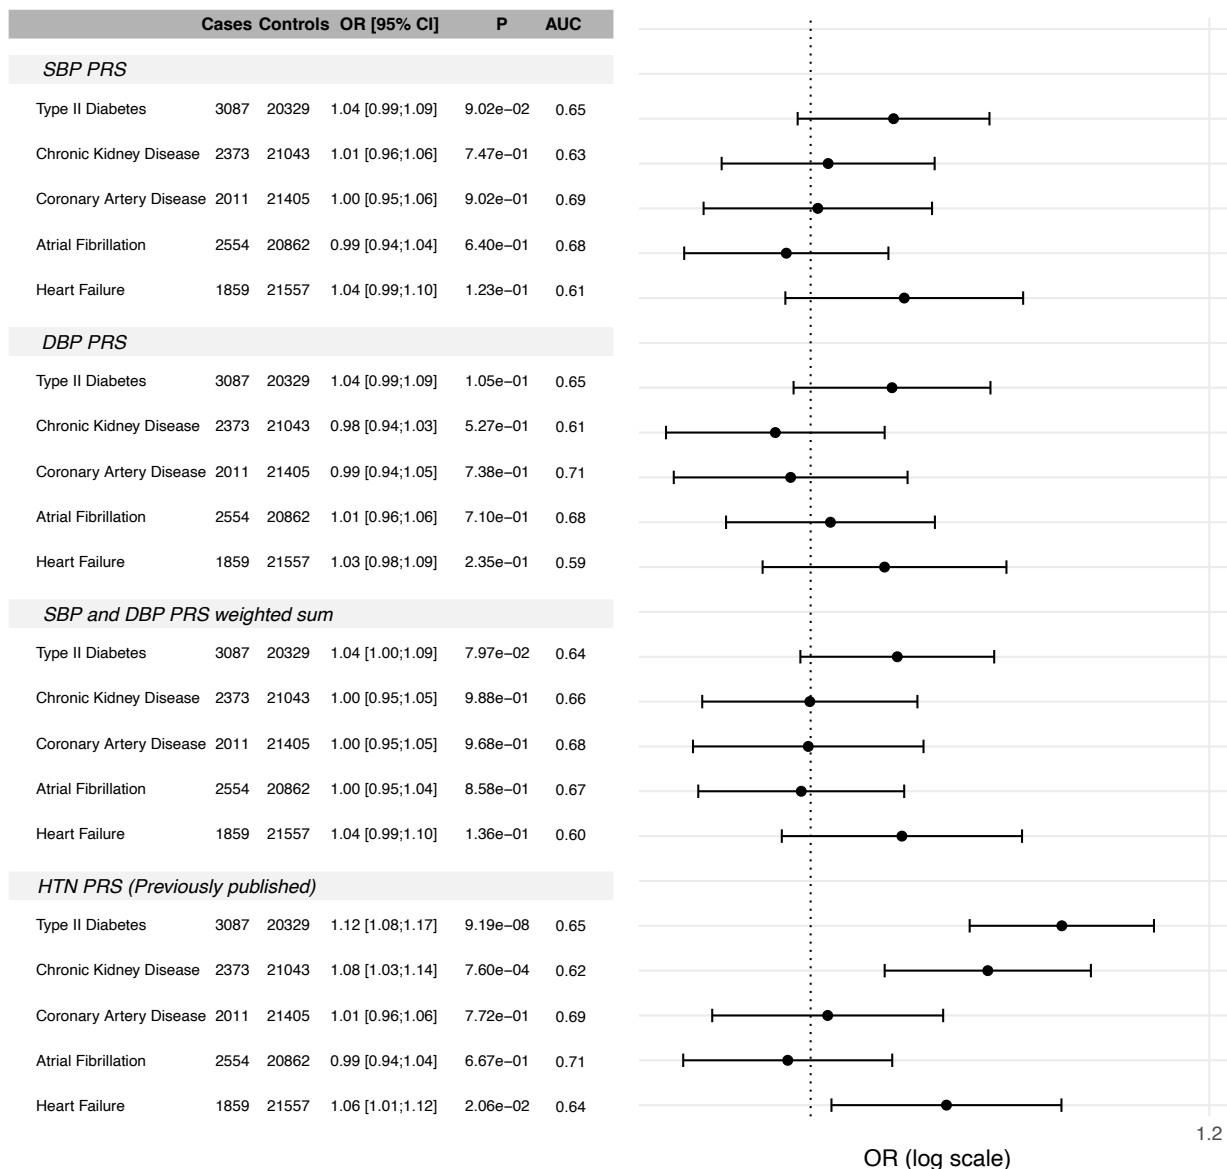 Cases Controls OR [95% CI] P AUC
SBP PRS
Type II Diabetes 3087 20329 1.04 [0.99;1.09] 9.02e−02 0.65
Chronic Kidney Disease 2373 21043 1.01 [0.96;1.06] 7.47e−01 0.63
Coronary Artery Disease 2011 21405 1.00 [0.95;1.06] 9.02e−01 0.69
Atrial Fibrillation 2554 20862 0.99 [0.94;1.04] 6.40e−01 0.68
Heart Failure 1859 21557 1.04 [0.99;1.10] 1.23e−01 0.61
DBP PRS
Type II Diabetes 3087 20329 1.04 [0.99;1.09] 1.05e−01 0.65
Chronic Kidney Disease 2373 21043 0.98 [0.94;1.03] 5.27e−01 0.61
Coronary Artery Disease 2011 21405 0.99 [0.94;1.05] 7.38e−01 0.71
Atrial Fibrillation 2554 20862 1.01 [0.96;1.06] 7.10e−01 0.68
Heart Failure 1859 21557 1.03 [0.98;1.09] 2.35e−01 0.59
SBP and DBP PRS weighted sum
Type II Diabetes 3087 20329 1.04 [1.00;1.09] 7.97e−02 0.64
Chronic Kidney Disease 2373 21043 1.00 [0.95;1.05] 9.88e−01 0.66
Coronary Artery Disease 2011 21405 1.00 [0.95;1.05] 9.68e−01 0.68
Atrial Fibrillation 2554 20862 1.00 [0.95;1.04] 8.58e−01 0.67
Heart Failure 1859 21557 1.04 [0.99;1.10] 1.36e−01 0.60
HTN PRS (Previously published)
Type II Diabetes 3087 20329 1.12 [1.08;1.17] 9.19e−08 0.65
Chronic Kidney Disease 2373 21043 1.08 [1.03;1.14] 7.60e−04 0.62
Coronary Artery Disease 2011 21405 1.01 [0.96;1.06] 7.72e−01 0.69
Atrial Fibrillation 2554 20862 0.99 [0.94;1.04] 6.67e−01 0.71
Heart Failure 1859 21557 1.06 [1.01;1.12] 2.06e−02 0.64
1.2
OR (log scale)